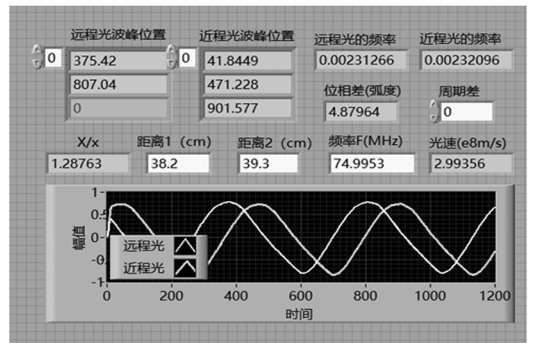 远程光波峰位置 近程光波峰位置 远程光的频率 近程光的频率
0 375.42 0 41.8449 0.00231266 0.00232096
807.04 471.228 位相差(弧度) 周期差
0 901.577 4.87964 0
X/x 距离1（cm） 距离2（cm） 频率F(MHz) 光速(e8m/s)
1.28763 38.2 39.3 74.9953 2.99356
1-
0.5-
0-
-0.
-1-
幅值
远程光
近程光
0 200 400 600 800 1000 1200
时间